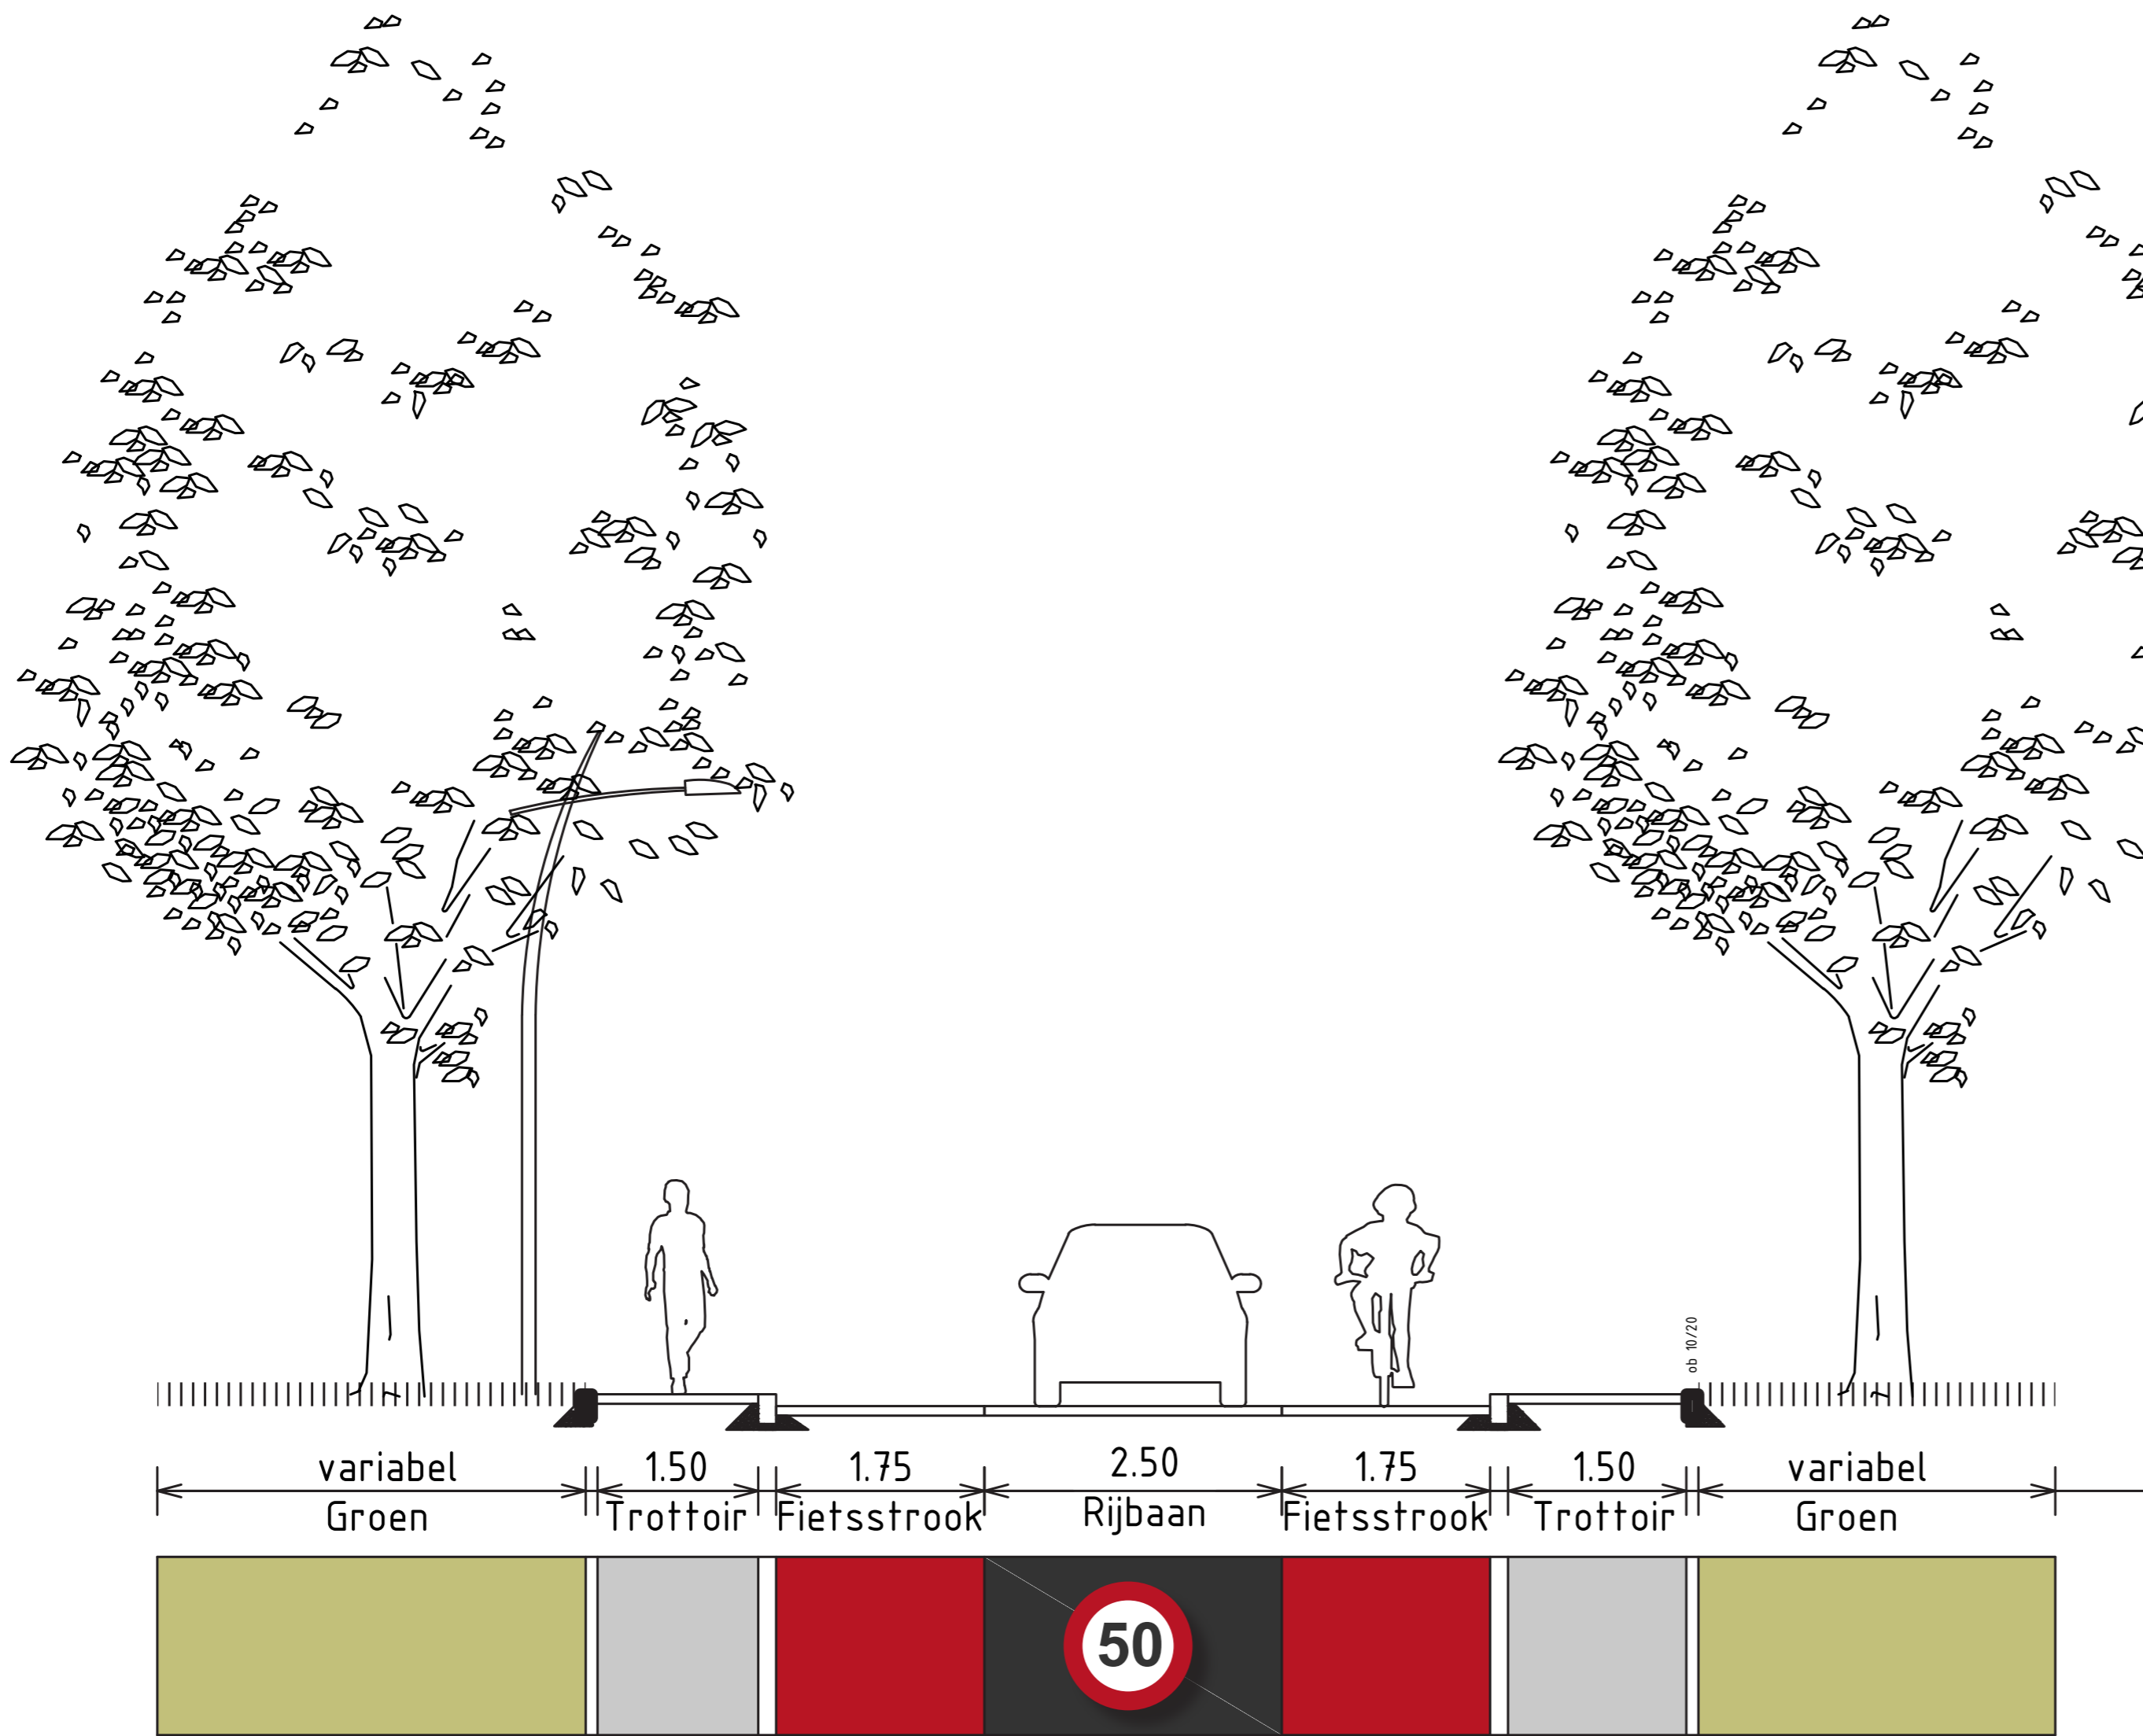 ob 10/20
variabel 1.50 1.75 2.50 1.75 1.50 variabel
Groen Trottoir Fietsstrook Rijbaan Fietsstrook Trottoir Groen
50